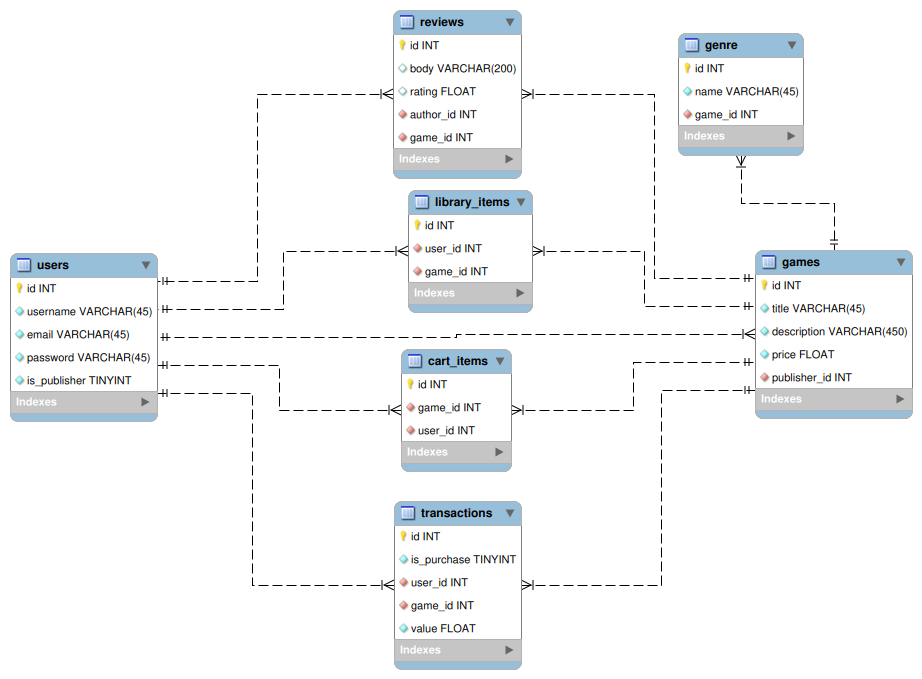 reviews
id INT
body VARCHAR(200)
rating FLOAT
author_id INT
game_id INT
Indexes
genre
id INT
name VARCHAR(45)
game_id INT
Indexes
library_items
id INT
user_id INT
game_id INT
Indexes
users
id INT
username VARCHAR(45)
email VARCHAR(45)
password VARCHAR(45)
is_publisher TINYINT
Indexes
games
id INT
title VARCHAR(45)
description VARCHAR(450)
price FLOAT
publisher_id INT
Indexes
cart_items
id INT
game_id INT
user_id INT
Indexes
transactions
id INT
is_purchase TINYINT
user_id INT
game_id INT
value FLOAT
Indexes